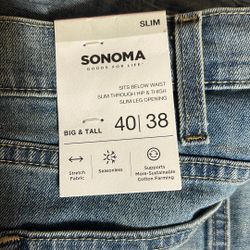 SLIM
SONOMA
GOODS FOR LIFE
SITS BELOW WAIST
SLIM THROUGH HIP & THIGH
SLIM LEG OPENING
BIG & TALL 40|38
Stretch Fabric
Seasonless
Supports More-Sustainable Cotton Farming